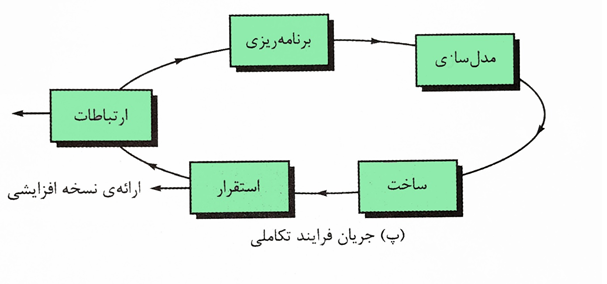 برنامه‌ریزی
مدل‌سازی
ارتباطات
ساخت
استقرار
ارائه‌ی نسخه افزایشی
(پ) جریان فرایند تکاملی